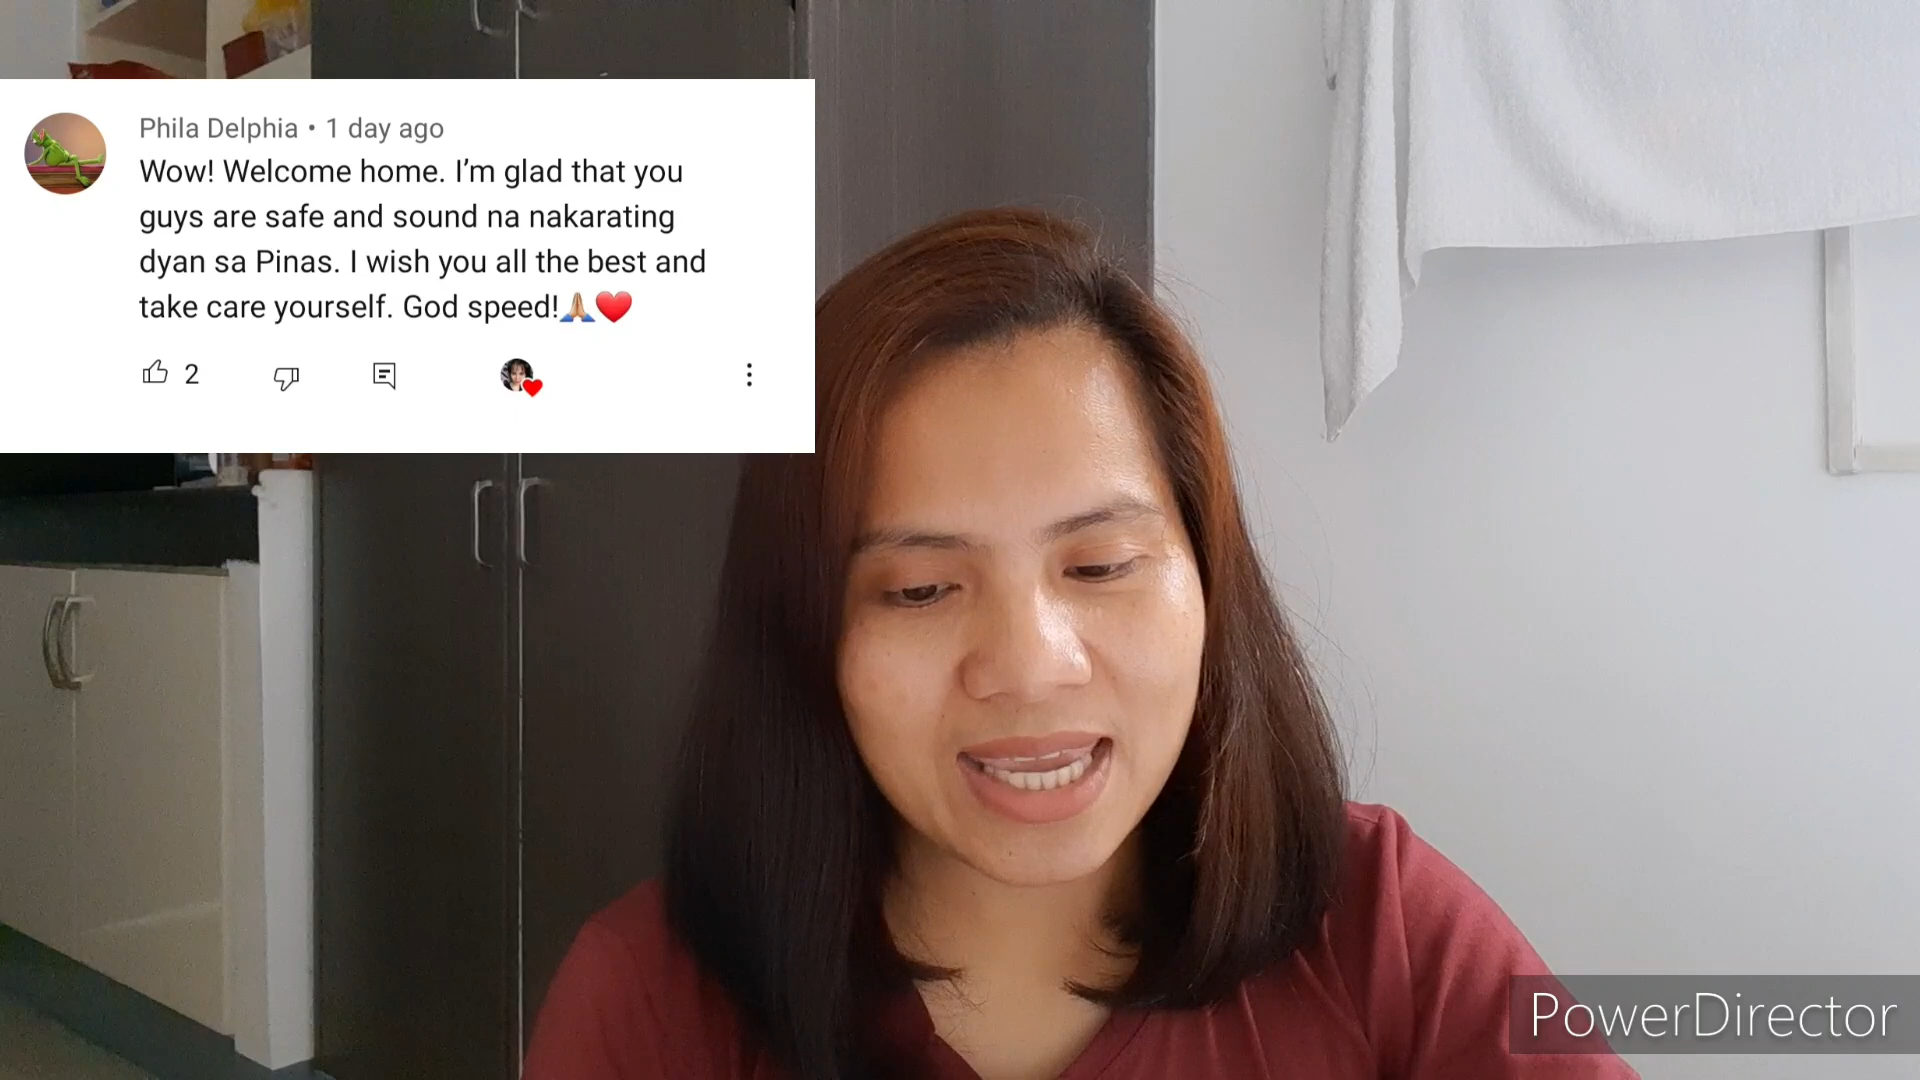 Phila Delphia • 1 day ago
Wow! Welcome home. I’m glad that you
guys are safe and sound na nakarating
dyan sa Pinas. I wish you all the best and
take care yourself. God speed!🙏🏼❤️
2
PowerDirector